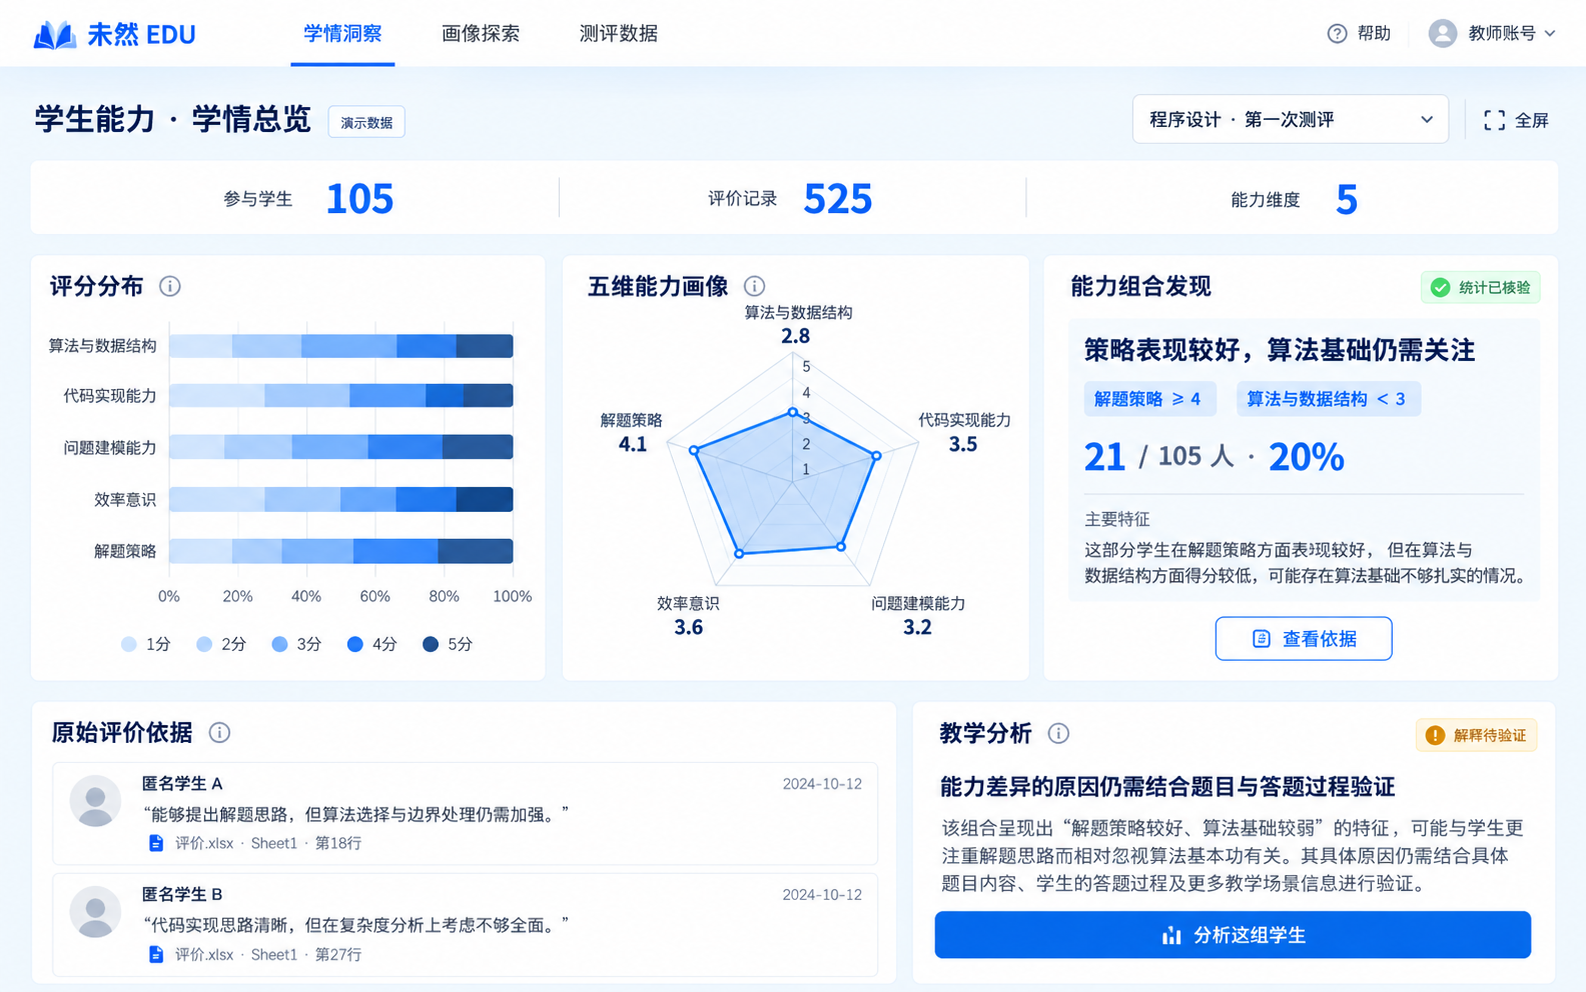 未然 EDU
学情洞察
画像探索
测评数据
帮助
教师账号
学生能力 · 学情总览
演示数据
程序设计 · 第一次测评
全屏
参与学生 105
评价记录 525
能力维度 5
评分分布
算法与数据结构
代码实现能力
问题建模能力
效率意识
解题策略
0% 20% 40% 60% 80% 100%
1分 2分 3分 4分 5分
五维能力画像
算法与数据结构
2.8
5
4
3
2
1
解题策略
4.1
代码实现能力
3.5
效率意识
3.6
问题建模能力
3.2
能力组合发现
统计已核验
策略表现较好，算法基础仍需关注
解题策略 ≥ 4
算法与数据结构 < 3
21 / 105 人 · 20%
主要特征
这部分学生在解题策略方面表现较好， 但在算法与
数据结构方面得分较低，可能存在算法基础不够扎实的情况。
查看依据
原始评价依据
匿名学生 A
2024-10-12
“能够提出解题思路，但算法选择与边界处理仍需加强。”
评价.xlsx · Sheet1 · 第18行
匿名学生 B
2024-10-12
“代码实现思路清晰，但在复杂度分析上考虑不够全面。”
评价.xlsx · Sheet1 · 第27行
教学分析
解释待验证
能力差异的原因仍需结合题目与答题过程验证
该组合呈现出“解题策略较好、算法基础较弱”的特征，可能与学生更
注重解题思路而相对忽视算法基本功有关。其具体原因仍需结合具体
题目内容、学生的答题过程及更多教学场景信息进行验证。
分析这组学生